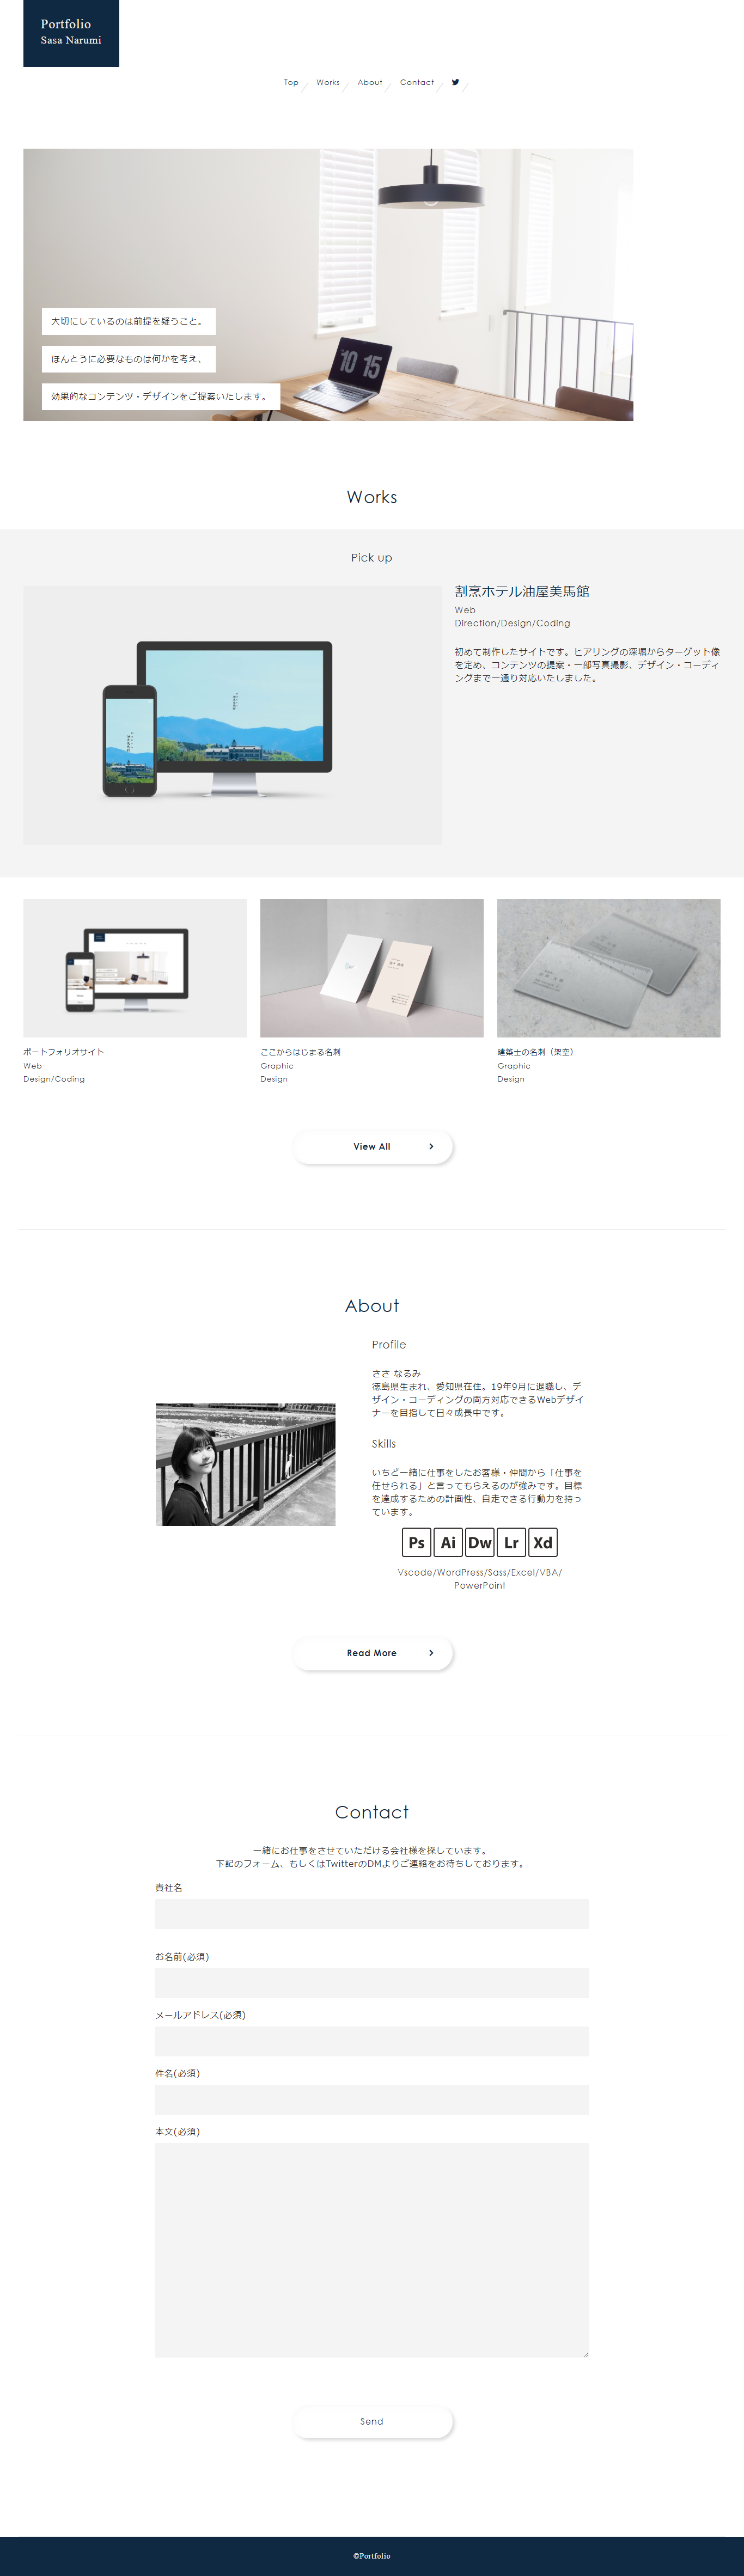 Portfolio
Sasa Narumi
Top
Works
About
Contact
大切にしているのは前提を疑うこと。
ほんとうに必要なものは何かを考え、
効果的なコンテンツ・デザインをご提案いたします。
10 15
Works
Pick up
割烹ホテル油屋美馬館
Web
Direction/Design/Coding
初めて制作したサイトです。ヒアリングの深堀からターゲット像
を定め、コンテンツの提案・一部写真撮影、デザイン・コーディ
ングまで一通り対応いたしました。
ポートフォリオサイト
Web
Design/Coding
ここからはじまる名刺
Graphic
Design
建築士の名刺（架空）
Graphic
Design
View All
About
Profile
ささ なるみ
徳島県生まれ、愛知県在住。19年9月に退職し、デ
ザイン・コーディングの両方対応できるWebデザイ
ナーを目指して日々成長中です。
Skills
いちど一緒に仕事をしたお客様・仲間から「仕事を
任せられる」と言ってもらえるのが強みです。目標
を達成するための計画性、自走できる行動力を持っ
ています。
Ps Ai Dw Lr Xd
Vscode/WordPress/Sass/Excel/VBA/
PowerPoint
Read More
Contact
一緒にお仕事をさせていただける会社様を探しています。
下記のフォーム、もしくはTwitterのDMよりご連絡をお待ちしております。
貴社名
お名前(必須)
メールアドレス(必須)
件名(必須)
本文(必須)
Send
©Portfolio